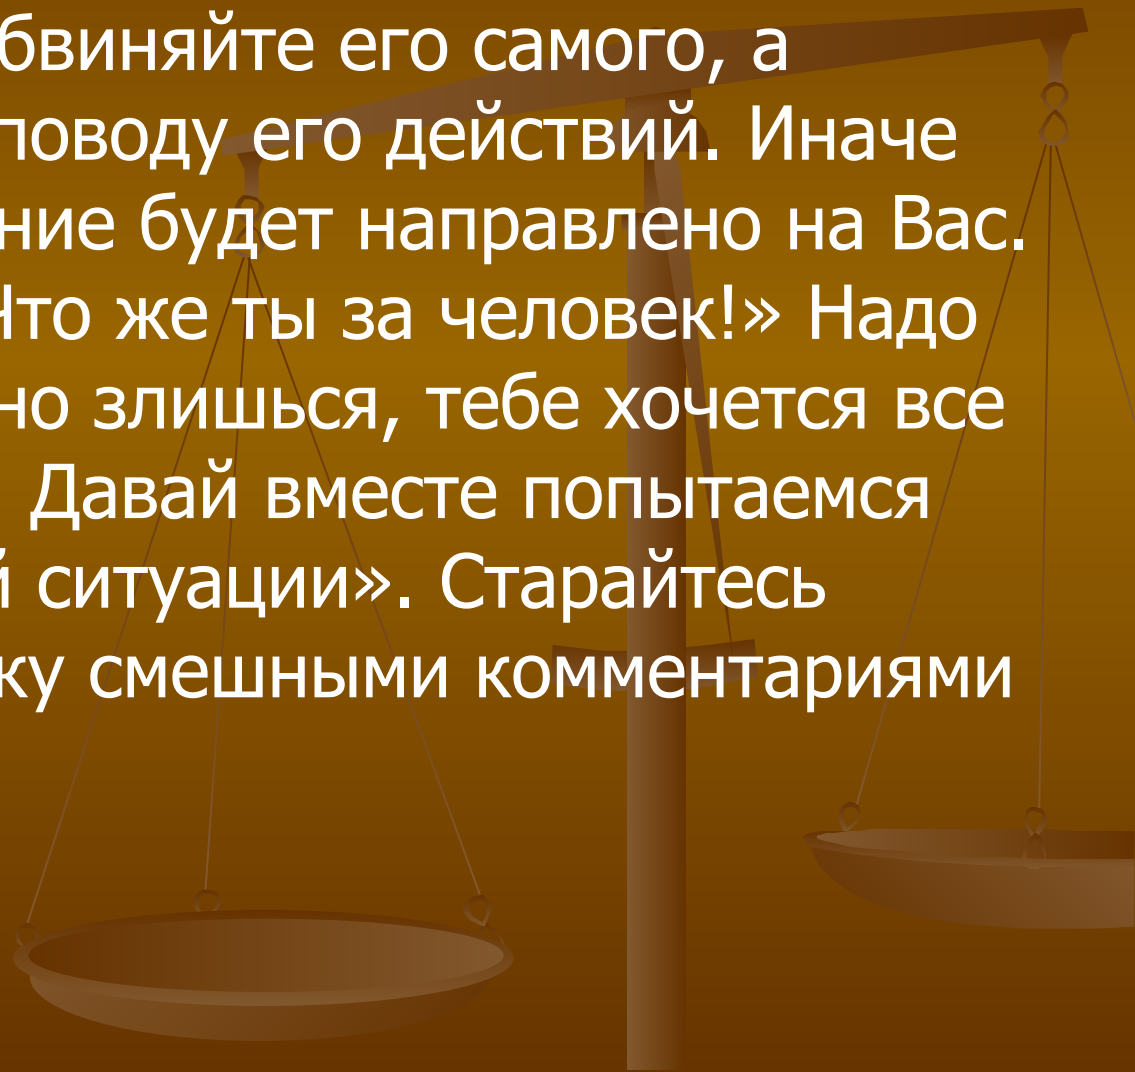 бвиняйте его самого, а
поводу его действий. Иначе
ние будет направлено на Вас.
Что же ты за человек!» Надо
но злишься, тебе хочется все
Давай вместе попытаемся
й ситуации». Старайтесь
ку смешными комментариями